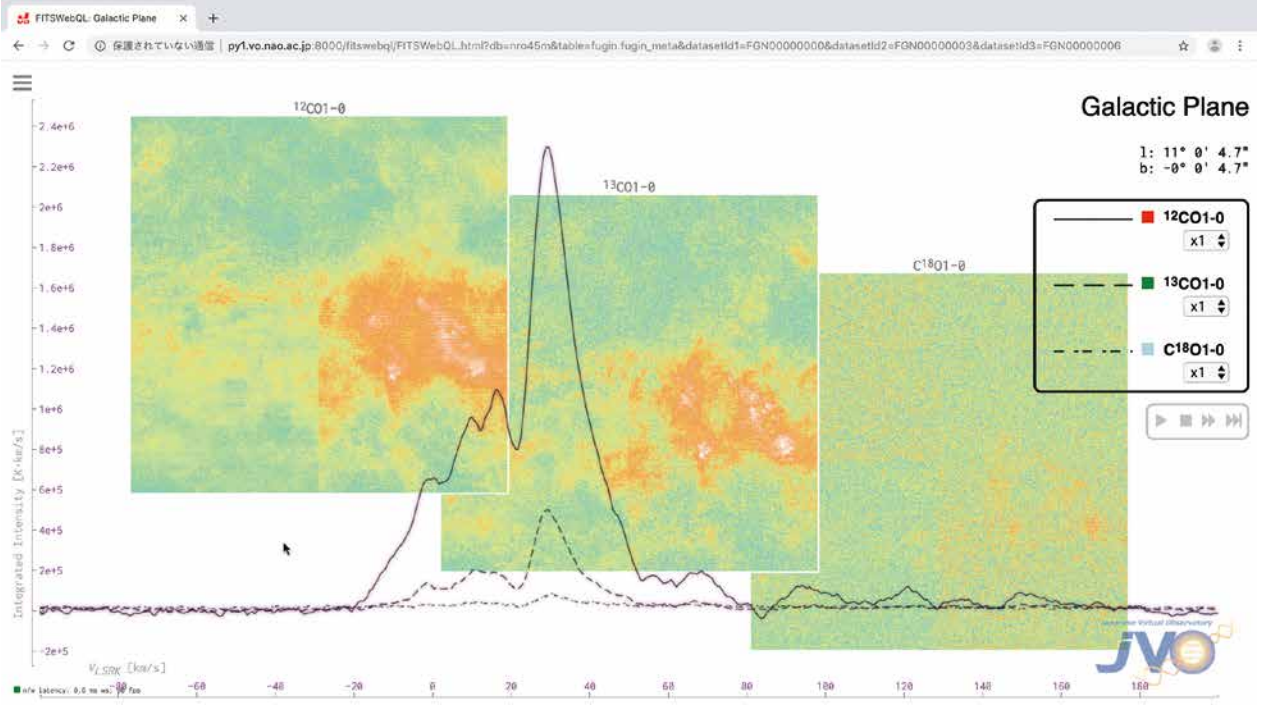 FITSWebQL: Galactic Plane
保護されていない通信 | py1.vo.nao.ac.jp:8000/fitswebql/FITSWebQL.html?db=nro45m&table=fugin.fugin_meta&datasetId1=FGN00000000&datasetId2=FGN00000003&datasetId3=FGN00000006
Galactic Plane
l: 11° 0' 4.7"
b: -0° 0' 4.7"
12CO1-0
13CO1-0
C18O1-0
12CO1-0
x1
13CO1-0
x1
C18O1-0
x1
2.4e+6
2.2e+6
2e+6
1.8e+6
1.6e+6
1.4e+6
1.2e+6
1e+6
8e+5
6e+5
4e+5
2e+5
-2e+5
Integrated Intensity [K·km/s]
VLSRK [km/s]
-80
-60
-40
-20
0
20
40
60
80
100
120
140
160
180
Virtual Observatory
JVO